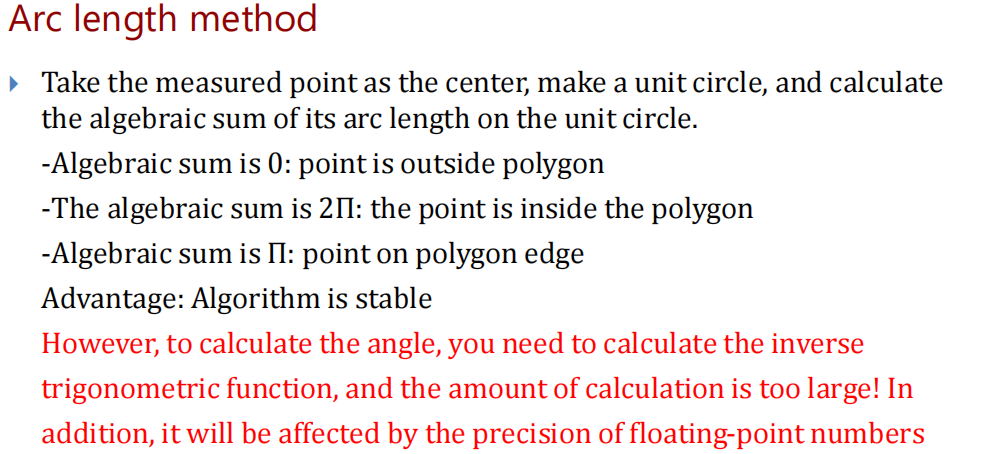 Arc length method
Take the measured point as the center, make a unit circle, and calculate
the algebraic sum of its arc length on the unit circle.
-Algebraic sum is 0: point is outside polygon
-The algebraic sum is 2Π: the point is inside the polygon
-Algebraic sum is Π: point on polygon edge
Advantage: Algorithm is stable
However, to calculate the angle, you need to calculate the inverse
trigonometric function, and the amount of calculation is too large! In
addition, it will be affected by the precision of floating-point numbers